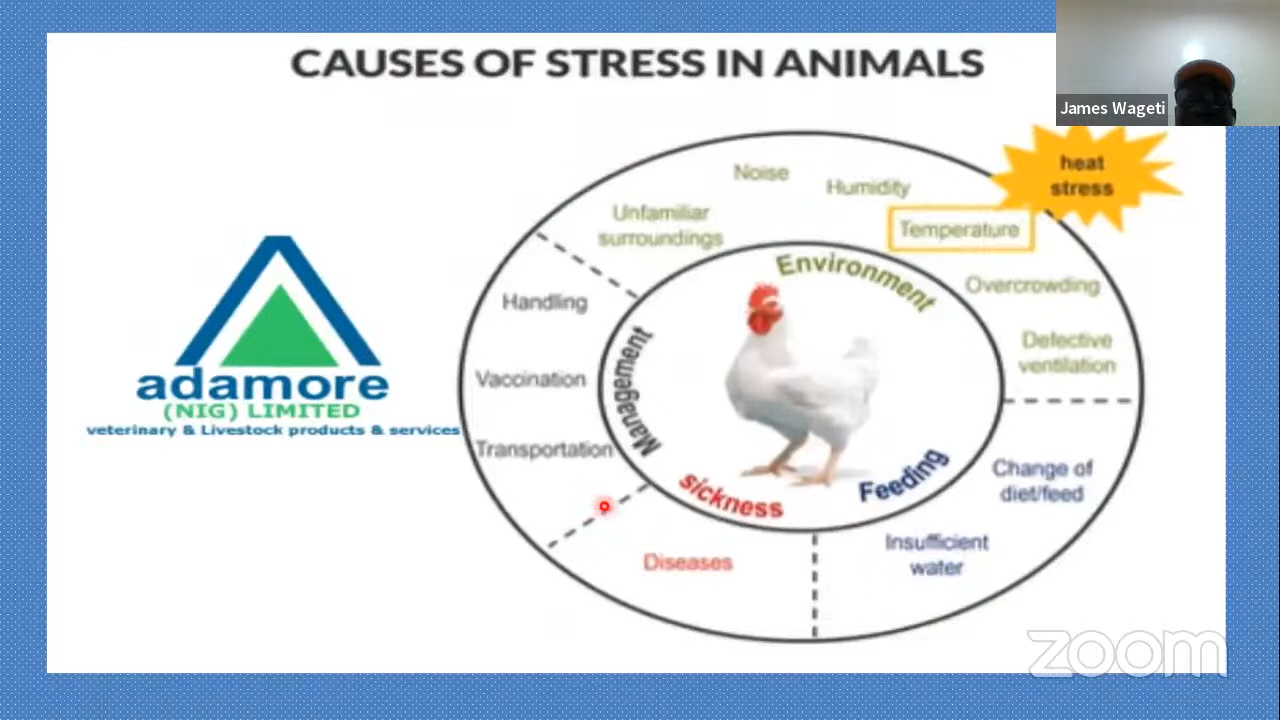 CAUSES OF STRESS IN ANIMALS
James Wageti
heat
stress
Noise
Humidity
Unfamiliar
surroundings
Temperature
Environment
Overcrowding
Handling
Defective
ventilation
Management
Vaccination
adamore
(NIG) LIMITED
veterinary & Livestock products & services
Transportation
sickness
Feeding
Change of
diet/feed
Insufficient
water
Diseases
zoom